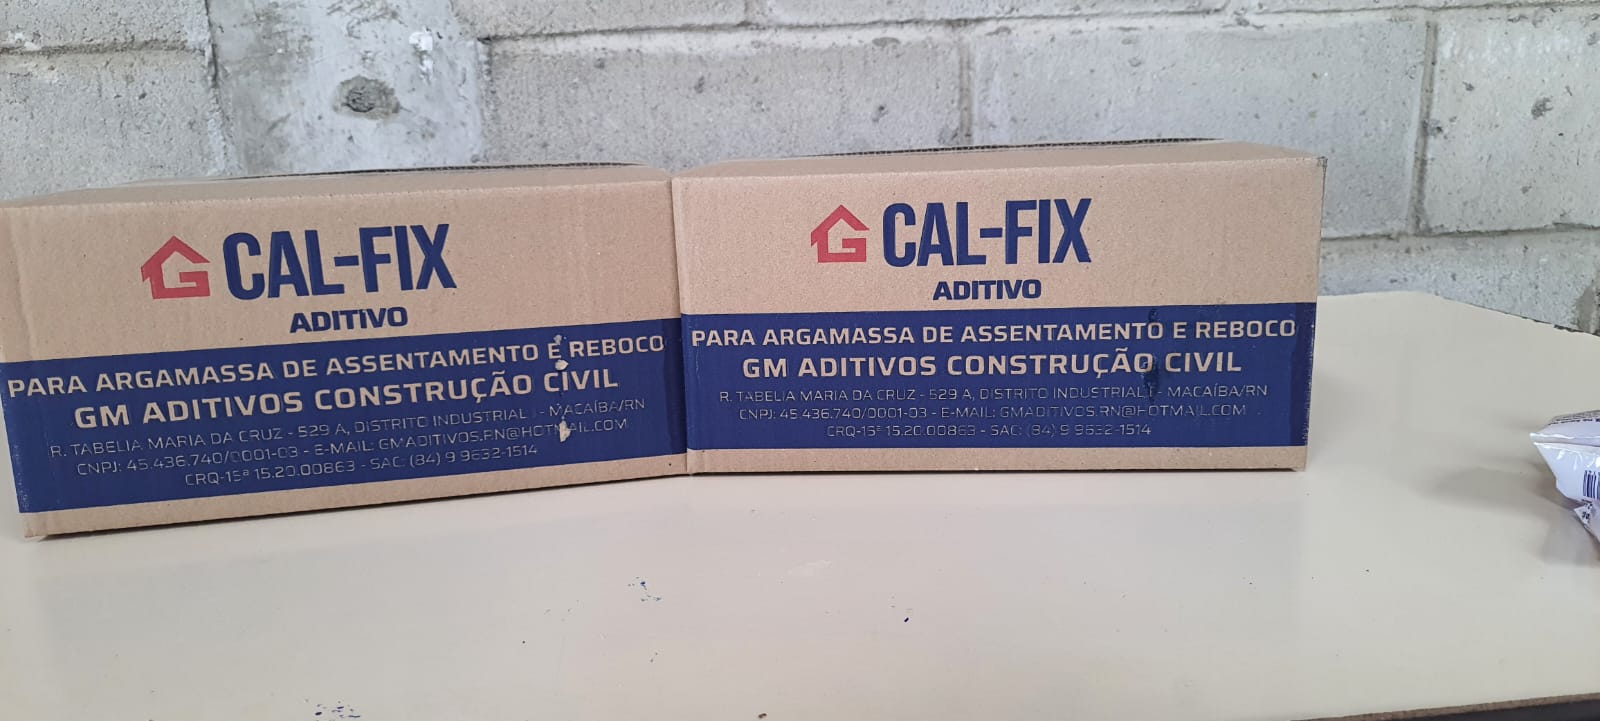 G CAL-FIX
ADITIVO
PARA ARGAMASSA DE ASSENTAMENTO E REBOCO
GM ADITIVOS CONSTRUÇÃO CIVIL
R. TABELIA MARIA DA CRUZ - 529 A, DISTRITO INDUSTRIAL I - MACAÍBA/RN
CNPJ: 45.436.740/0001-03 - E-MAIL: GMADITIVOS.RN@HOTMAIL.COM
CRQ-15ª 15.20.00863 - SAC: (84) 9 9632-1514
G CAL-FIX
ADITIVO
PARA ARGAMASSA DE ASSENTAMENTO E REBOCO
GM ADITIVOS CONSTRUÇÃO CIVIL
R. TABELIA MARIA DA CRUZ - 529 A, DISTRITO INDUSTRIAL I - MACAÍBA/RN
CNPJ: 45.436.740/0001-03 - E-MAIL: GMADITIVOS.RN@HOTMAIL.COM
CRQ-15ª 15.20.00863 - SAC: (84) 9 9632-1514